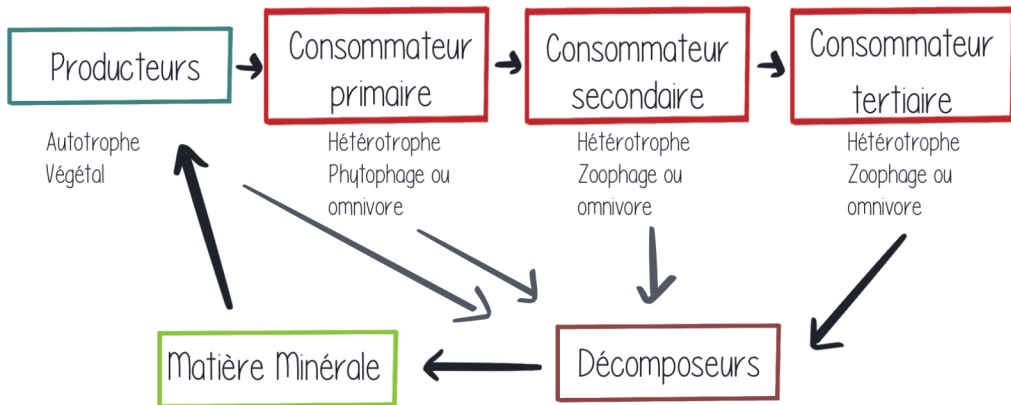 Producteurs
Consommateur
primaire
Consommateur
secondaire
Consommateur
tertiaire
Autotrophe
Végétal
Hétérotrophe
Phytophage ou
omnivore
Hétérotrophe
Zoophage ou
omnivore
Hétérotrophe
Zoophage ou
omnivore
Matière Minérale
Décomposeurs